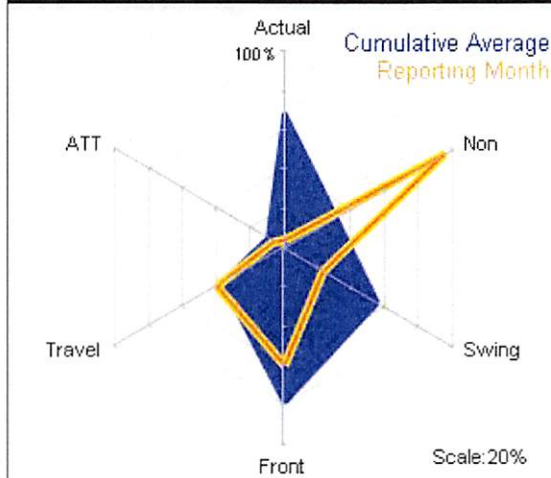 Actual
100%
Cumulative Average
Reporting Month
ATT
Non
Travel
Swing
Front
Scale:20%